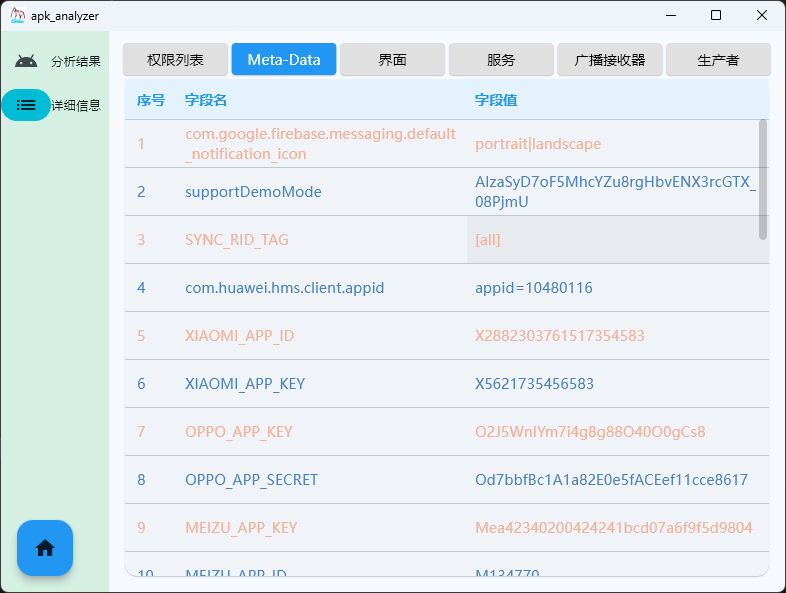 apk_analyzer
分析结果
详细信息
权限列表 Meta-Data 界面 服务 广播接收器 生产者
序号 字段名 字段值
1 com.google.firebase.messaging.default_notification_icon portrait|landscape
2 supportDemoMode AIzaSyD7oF5MhcYZu8rgHbvENX3rcGTX_08PjmU
3 SYNC_RID_TAG [all]
4 com.huawei.hms.client.appid appid=10480116
5 XIAOMI_APP_ID X2882303761517354583
6 XIAOMI_APP_KEY X5621735456583
7 OPPO_APP_KEY O2J5WnIYm7i4g8g88O40O0gCs8
8 OPPO_APP_SECRET Od7bbfBc1A1a82E0e5fACEef11cce8617
9 MEIZU_APP_KEY Mea42340200424241bcd07a6f9f5d9804
10 MEIZU_APP_ID M134770